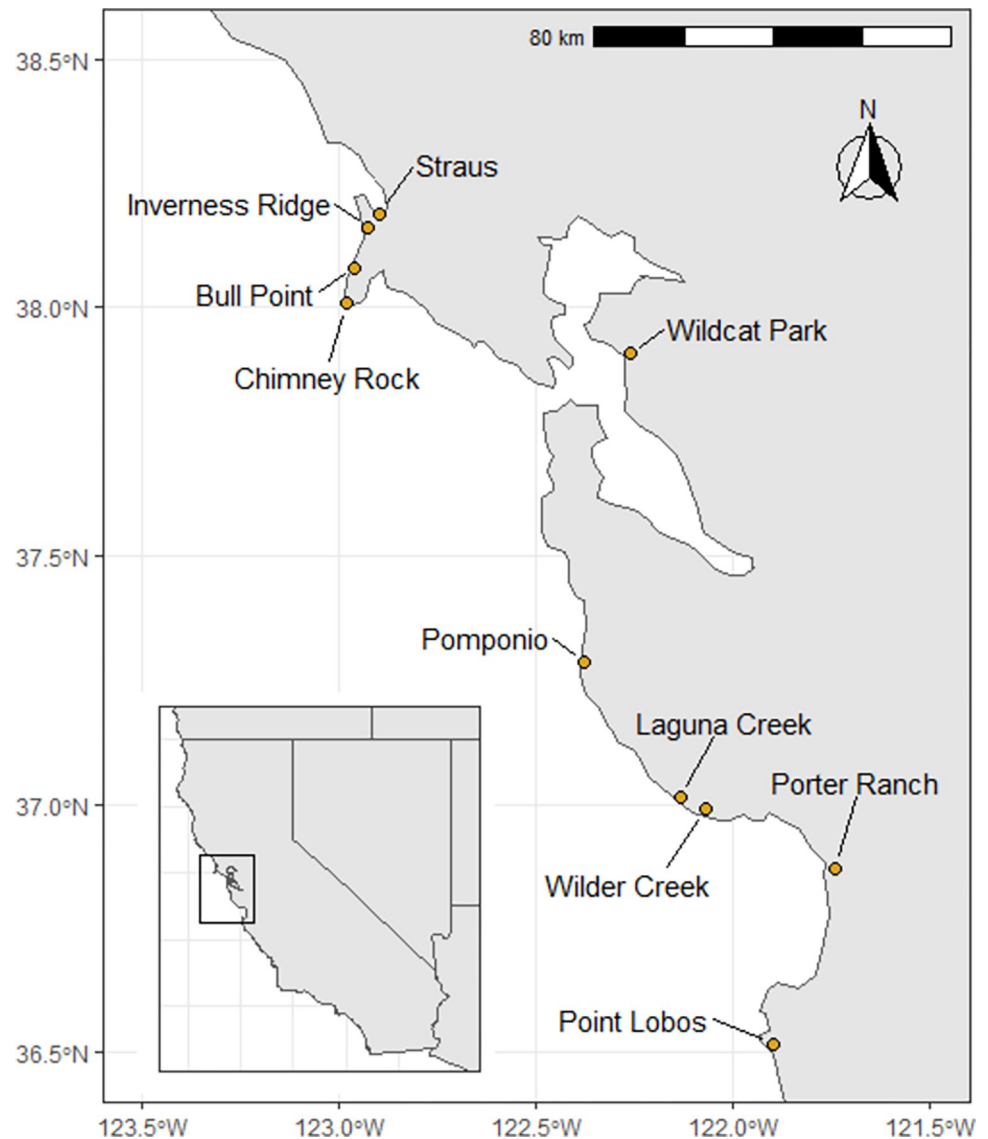 80 km
38.5°N
N
Straus
Inverness Ridge
Bull Point
38.0°N
Wildcat Park
Chimney Rock
37.5°N
Pomponio
Laguna Creek
Porter Ranch
37.0°N
Wilder Creek
Point Lobos
36.5°N
123.5°W
123.0°W
122.5°W
122.0°W
121.5°W